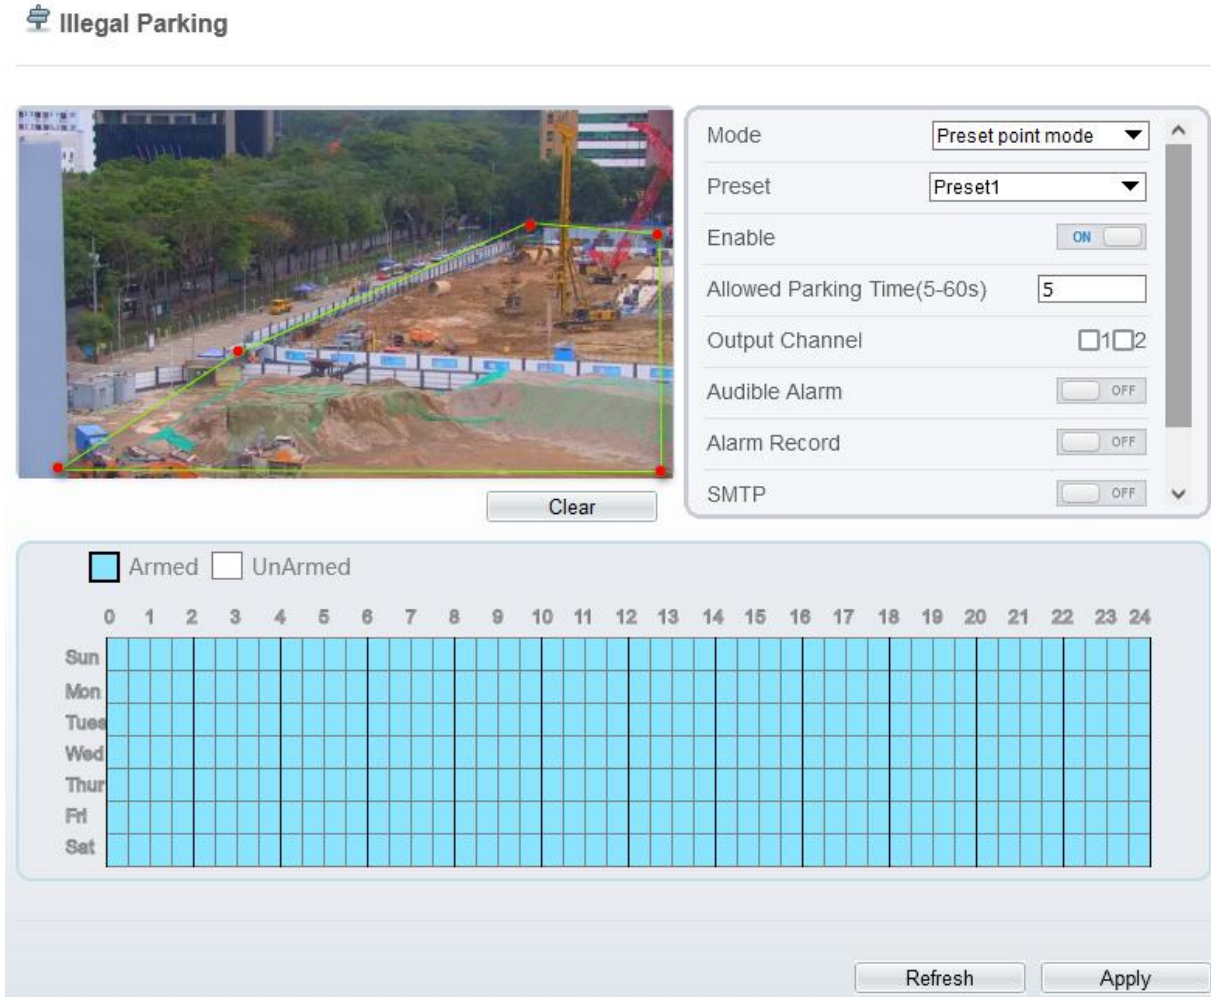 Illegal Parking
Mode Preset point mode
Preset Preset1
Enable ON
Allowed Parking Time(5-60s) 5
Output Channel 1 2
Audible Alarm OFF
Alarm Record OFF
SMTP OFF
Clear
Armed UnArmed
0 1 2 3 4 5 6 7 8 9 10 11 12 13 14 15 16 17 18 19 20 21 22 23 24
Sun
Mon
Tues
Wed
Thur
Fri
Sat
Refresh Apply